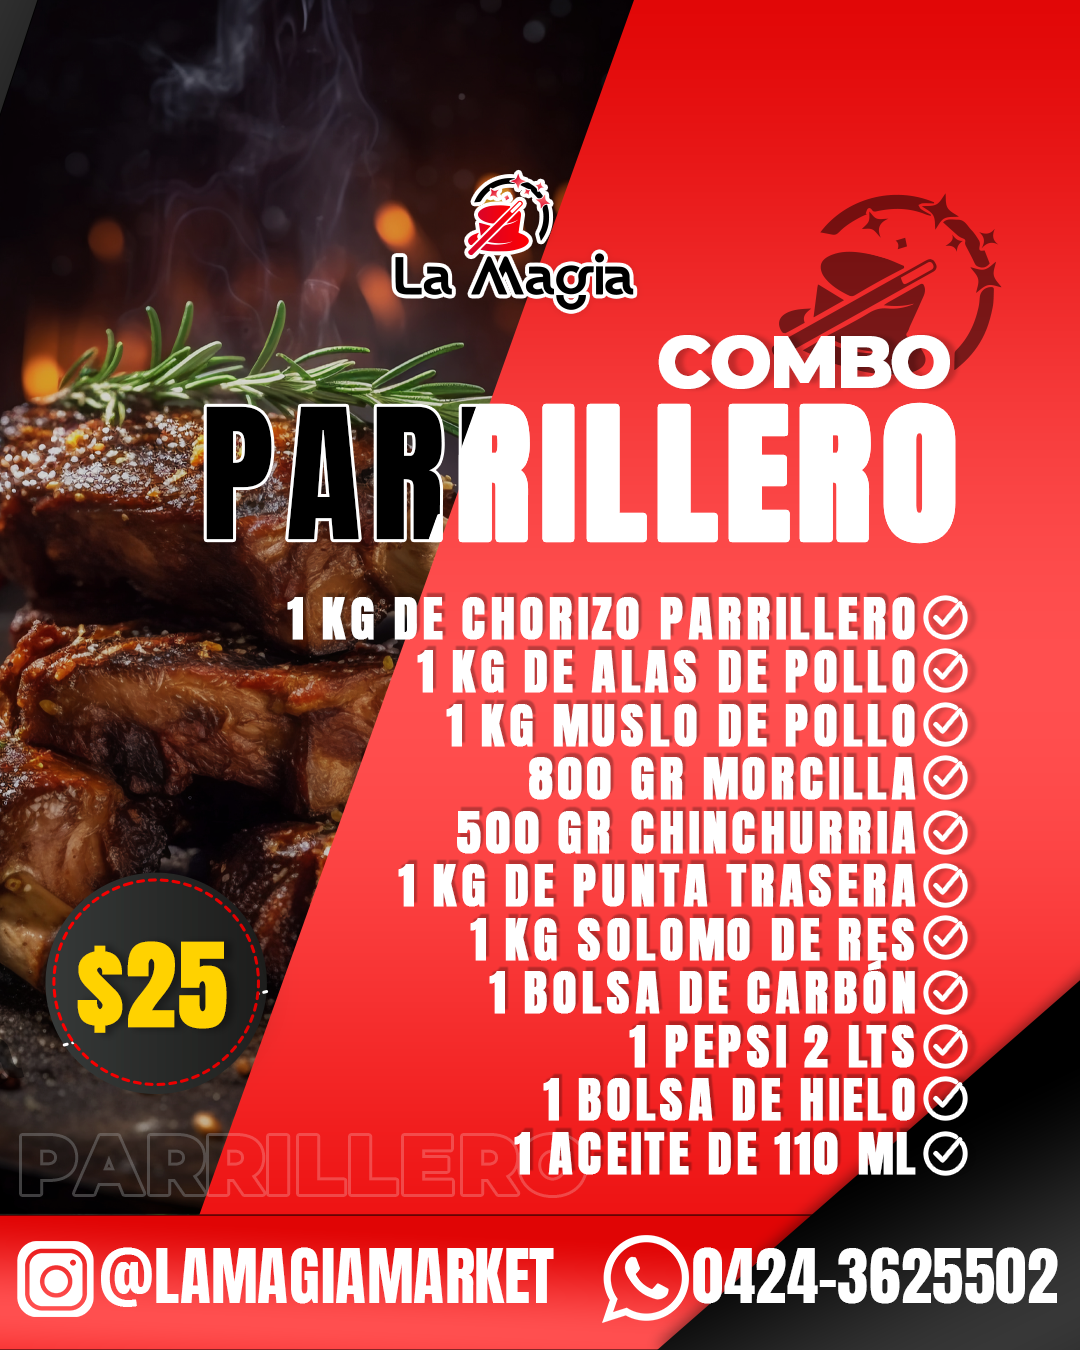 La Magia
COMBO
PARRILLERO
1 KG DE CHORIZO PARRILLERO
1 KG DE ALAS DE POLLO
1 KG MUSLO DE POLLO
800 GR MORCILLA
500 GR CHINCHURRIA
1 KG DE PUNTA TRASERA
1 KG SOLOMO DE RES
1 BOLSA DE CARBÓN
1 PEPSI 2 LTS
1 BOLSA DE HIELO
1 ACEITE DE 110 ML
$25
PARRILLERO
@LAMAGIAMARKET
0424-3625502